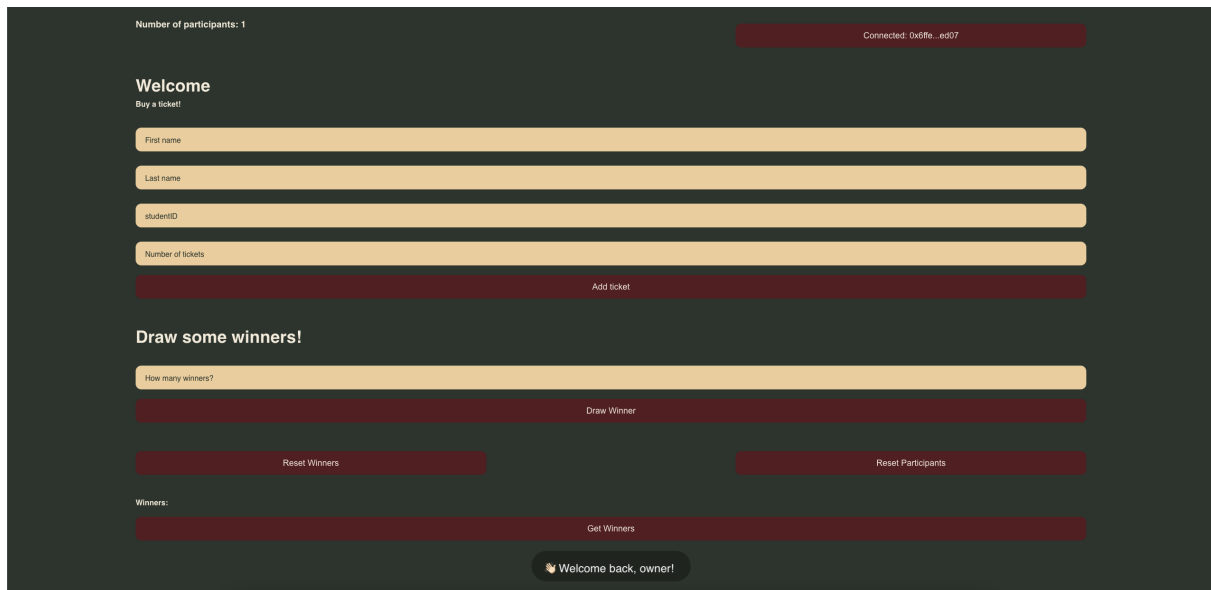 Number of participants: 1
Connected: 0x6ffe...ed07
Welcome
Buy a ticket!
First name
Last name
studentID
Number of tickets
Add ticket
Draw some winners!
How many winners?
Draw Winner
Reset Winners
Reset Participants
Winners:
Get Winners
👋🏻 Welcome back, owner!